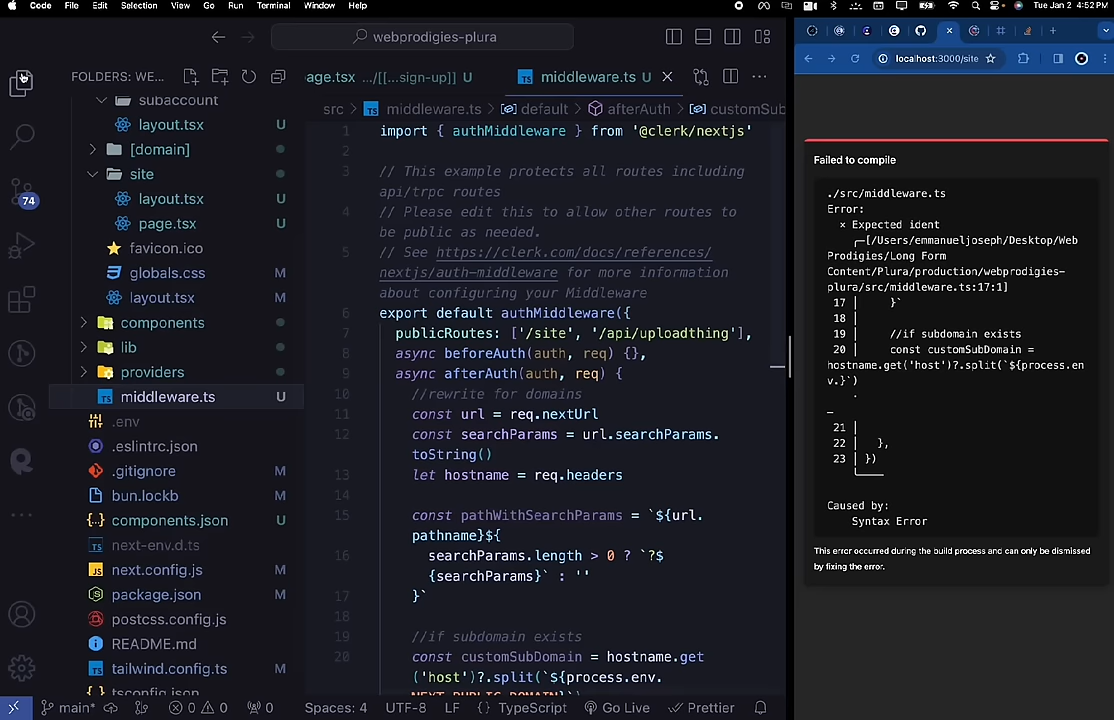 Code File Edit Selection View Go Run Terminal Window Help
Tue Jan 2 4:52 PM
webprodigies-plura
localhost:3000/site
FOLDERS: WE...
age.tsx .../[[...sign-up]] U
middleware.ts U
src > middleware.ts > default > afterAuth > customSub
subaccount
layout.tsx U
[domain]
site
layout.tsx U
page.tsx U
favicon.ico
globals.css M
layout.tsx M
components
lib
providers
middleware.ts U
.env
.eslintrc.json
.gitignore M
bun.lockb M
components.json U
next-env.d.ts
next.config.js M
package.json M
postcss.config.js
README.md
tailwind.config.ts M
tsconfig.json
74
1 import { authMiddleware } from '@clerk/nextjs'
2
3 // This example protects all routes including
api/trpc routes
4 // Please edit this to allow other routes to
be public as needed.
5 // See https://clerk.com/docs/references/
nextjs/auth-middleware for more information
about configuring your Middleware
6 export default authMiddleware({
7 publicRoutes: ['/site', '/api/uploadthing'],
8 async beforeAuth(auth, req) {},
9 async afterAuth(auth, req) {
10 //rewrite for domains
11 const url = req.nextUrl
12 const searchParams = url.searchParams.
toString()
13 let hostname = req.headers
14
15 const pathWithSearchParams = `${url.
pathname}${
16 searchParams.length > 0 ? `?$
{searchParams}` : ''
17 }`
18
19 //if subdomain exists
20 const customSubDomain = hostname.get
('host')?.split(`${process.env.
NEXT_PUBLIC_DOMAIN}`)
Failed to compile
./src/middleware.ts
Error:
× Expected ident
╭─[/Users/emmanueljoseph/Desktop/Web
Prodigies/Long Form
Content/Plura/production/webprodigies-
plura/src/middleware.ts:17:1]
17 │ }`
18 │
19 │ //if subdomain exists
20 │ const customSubDomain =
hostname.get('host')?.split(`${process.en
v.}`)
·
─
21 │
22 │ },
23 │ })
╰────
Caused by:
Syntax Error
This error occurred during the build process and can only be dismissed
by fixing the error.
main* 0 0 0 Spaces: 4 UTF-8 LF {} TypeScript Go Live Prettier